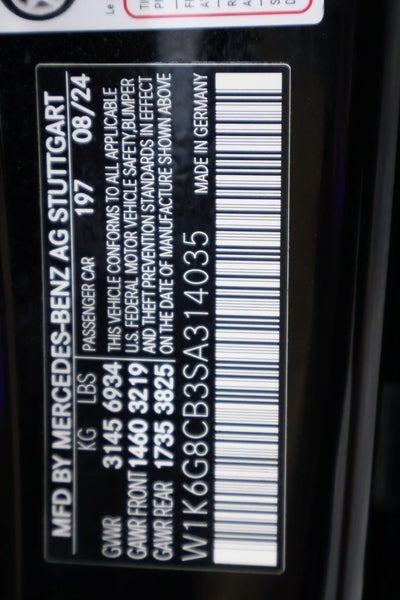 MFD BY MERCEDES-BENZ AG STUTTGART
KG LBS PASSENGER CAR 197 08/24
GWR 3145 6934 THIS VEHICLE CONFORMS TO ALL APPLICABLE
GAWR FRONT 1460 3219 U.S. FEDERAL MOTOR VEHICLE SAFETY, BUMPER
GAWR REAR 1735 3825 AND THEFT PREVENTION STANDARDS IN EFFECT
ON THE DATE OF MANUFACTURE SHOWN ABOVE
W1K6G8CB3SA314035 MADE IN GERMANY
Le